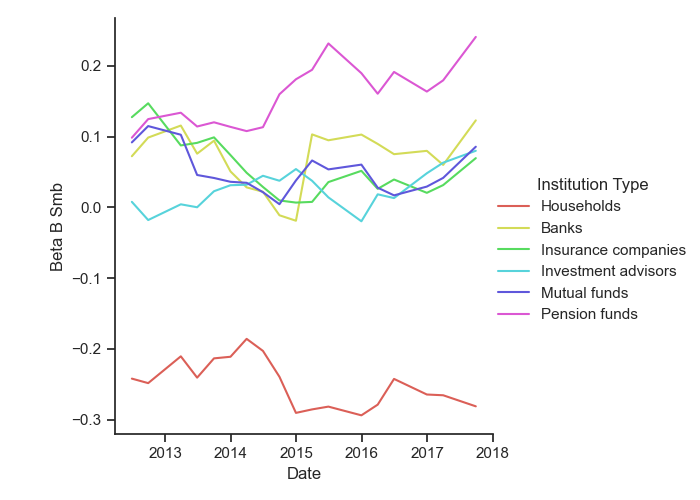 0.2
0.1
0.0
−0.1
−0.2
−0.3
Beta B Smb
2013 2014 2015 2016 2017 2018
Date
Institution Type
Households
Banks
Insurance companies
Investment advisors
Mutual funds
Pension funds